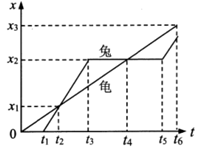 x
x₃
x₂
x₁
兔
龟
0
t₁ t₂ t₃ t₄ t₅ t₆ t